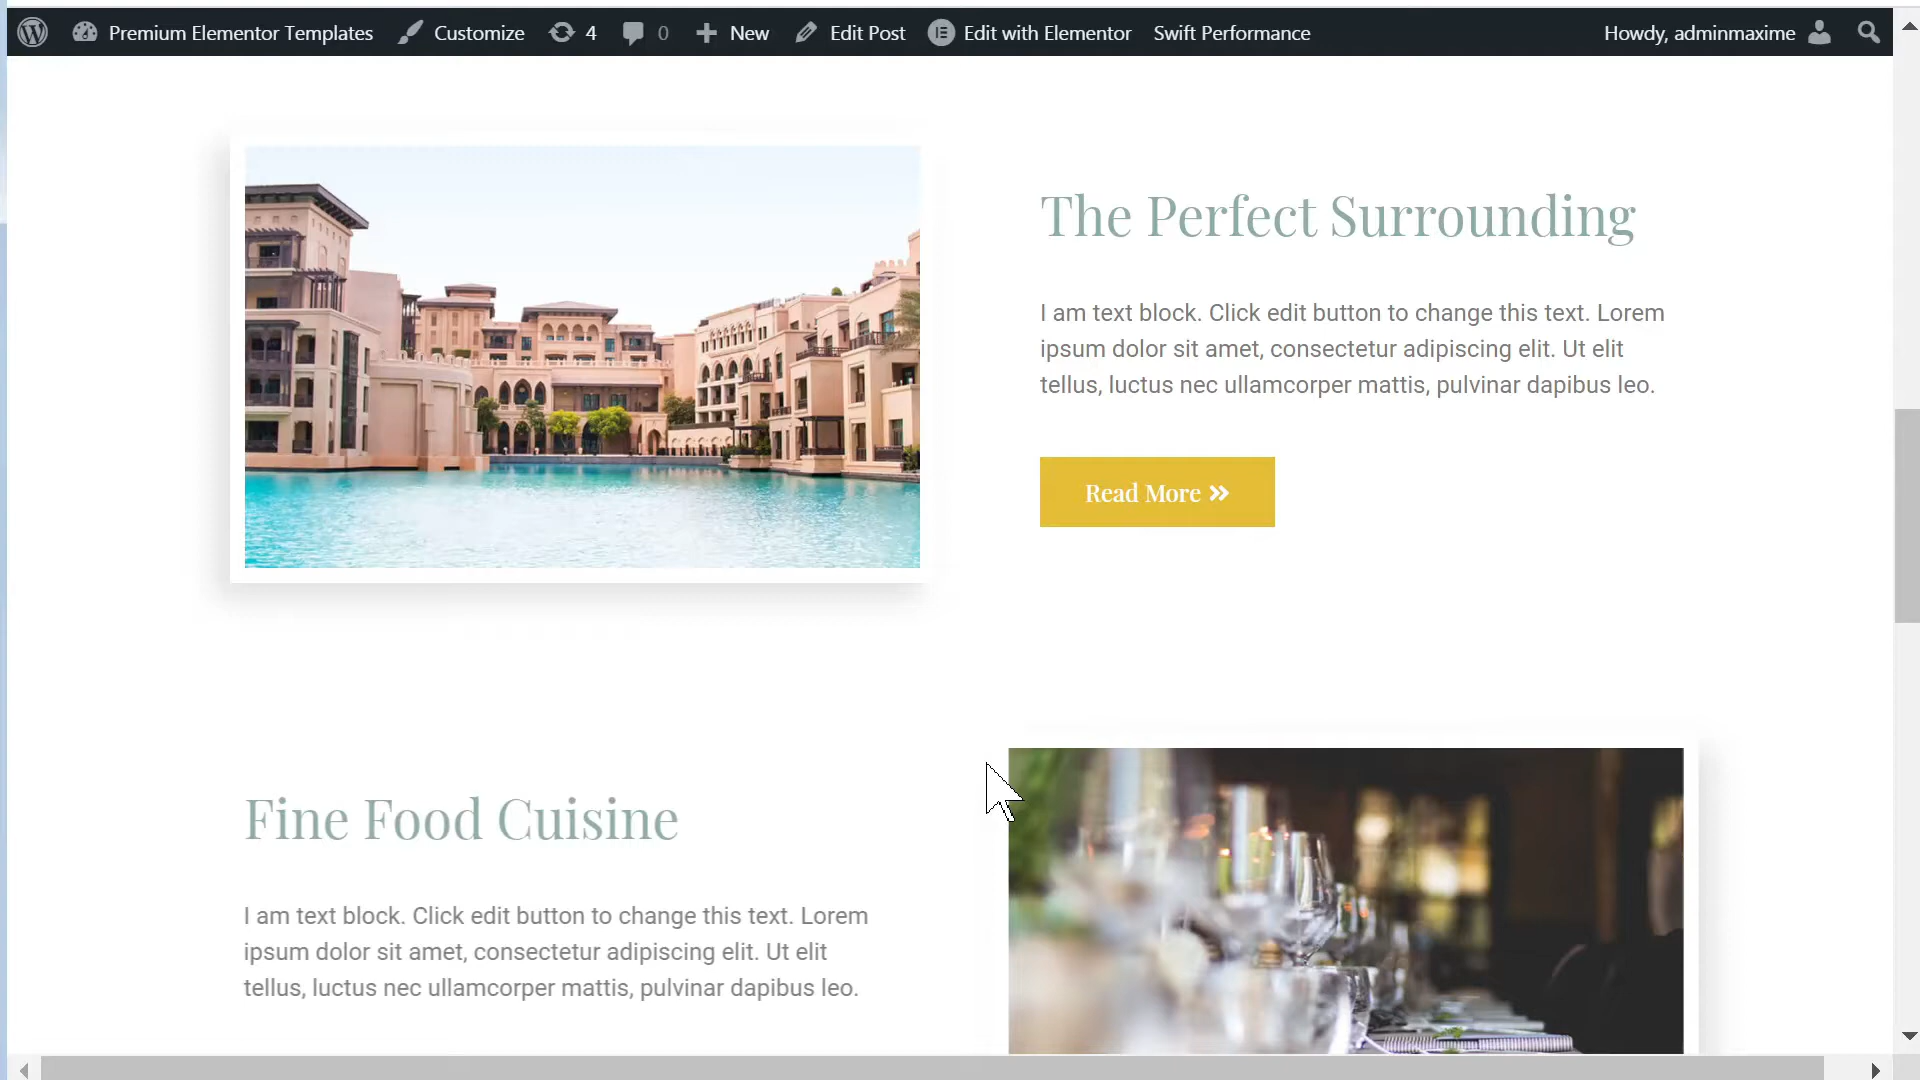 Premium Elementor Templates Customize 4 0 New Edit Post Edit with Elementor Swift Performance Howdy, adminmaxime
The Perfect Surrounding
I am text block. Click edit button to change this text. Lorem
ipsum dolor sit amet, consectetur adipiscing elit. Ut elit
tellus, luctus nec ullamcorper mattis, pulvinar dapibus leo.
Read More »
Fine Food Cuisine
I am text block. Click edit button to change this text. Lorem
ipsum dolor sit amet, consectetur adipiscing elit. Ut elit
tellus, luctus nec ullamcorper mattis, pulvinar dapibus leo.